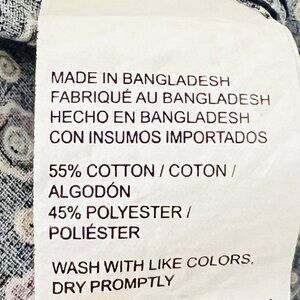 MADE IN BANGLADESH
FABRIQUÉ AU BANGLADESH
HECHO EN BANGLADESH
CON INSUMOS IMPORTADOS
55% COTTON / COTON /
ALGODÓN
45% POLYESTER /
POLIÉSTER
WASH WITH LIKE COLORS,
DRY PROMPTLY